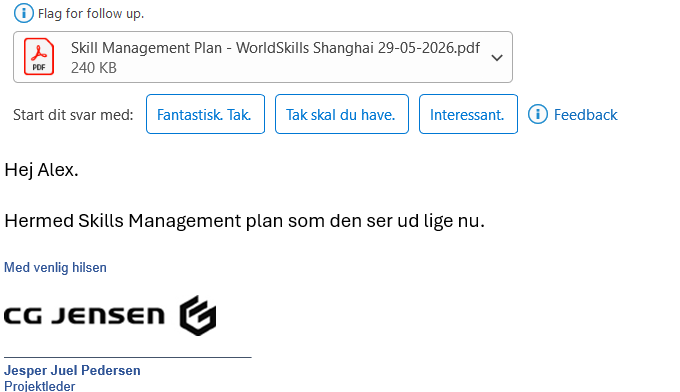 Flag for follow up.
Skill Management Plan - WorldSkills Shanghai 29-05-2026.pdf
PDF
240 KB
Start dit svar med:
Fantastisk. Tak.
Tak skal du have.
Interessant.
Feedback
Hej Alex.
Hermed Skills Management plan som den ser ud lige nu.
Med venlig hilsen
CG JENSEN
Jesper Juel Pedersen
Projektleder